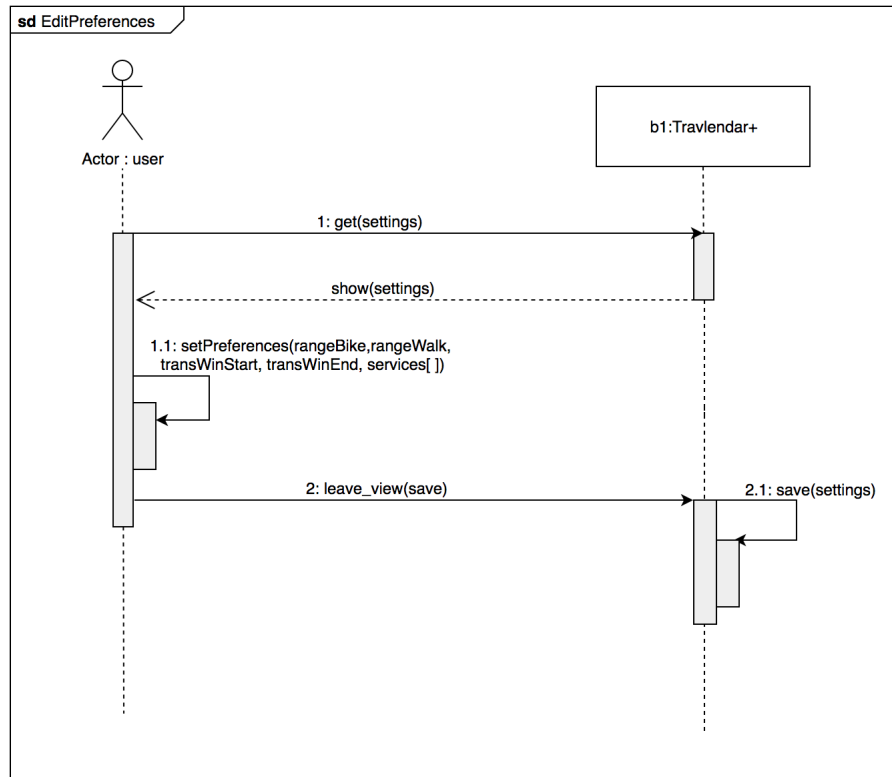 sd EditPreferences
Actor : user
b1:Travlendar+
1: get(settings)
show(settings)
1.1: setPreferences(rangeBike,rangeWalk,
transWinStart, transWinEnd, services[ ])
2: leave_view(save)
2.1: save(settings)